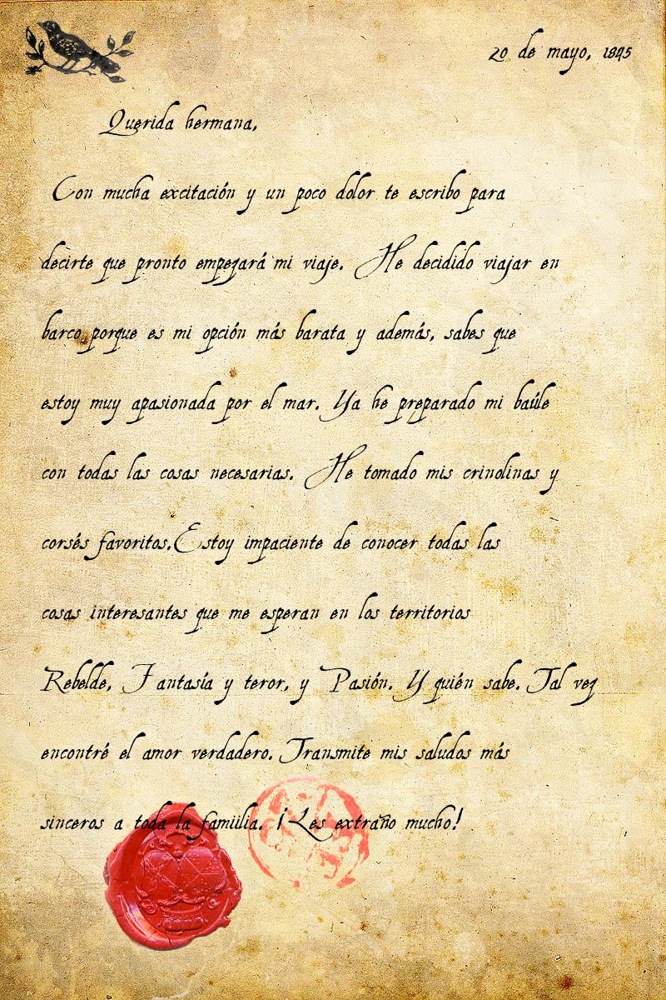 20 de mayo, 1845
Querida hermana,
Con mucha excitación y un poco dolor te escribo para
decirte que pronto empezará mi viaje. He decidido viajar en
barco porque es mi opción más barata y además, sabes que
estoy muy apasionada por el mar. Ya he preparado mi baúle
con todas las cosas necesarias. He tomado mis crinolinas y
corsés favoritos.Estoy impaciente de conocer todas las
cosas interesantes que me esperan en los territorios
Rebelde, Fantasía y teror, y Pasión. Y quién sabe. Tal vez
encontré el amor verdadero. Transmite mis saludos más
sinceros a toda la famiilia. ¡Les extraño mucho!